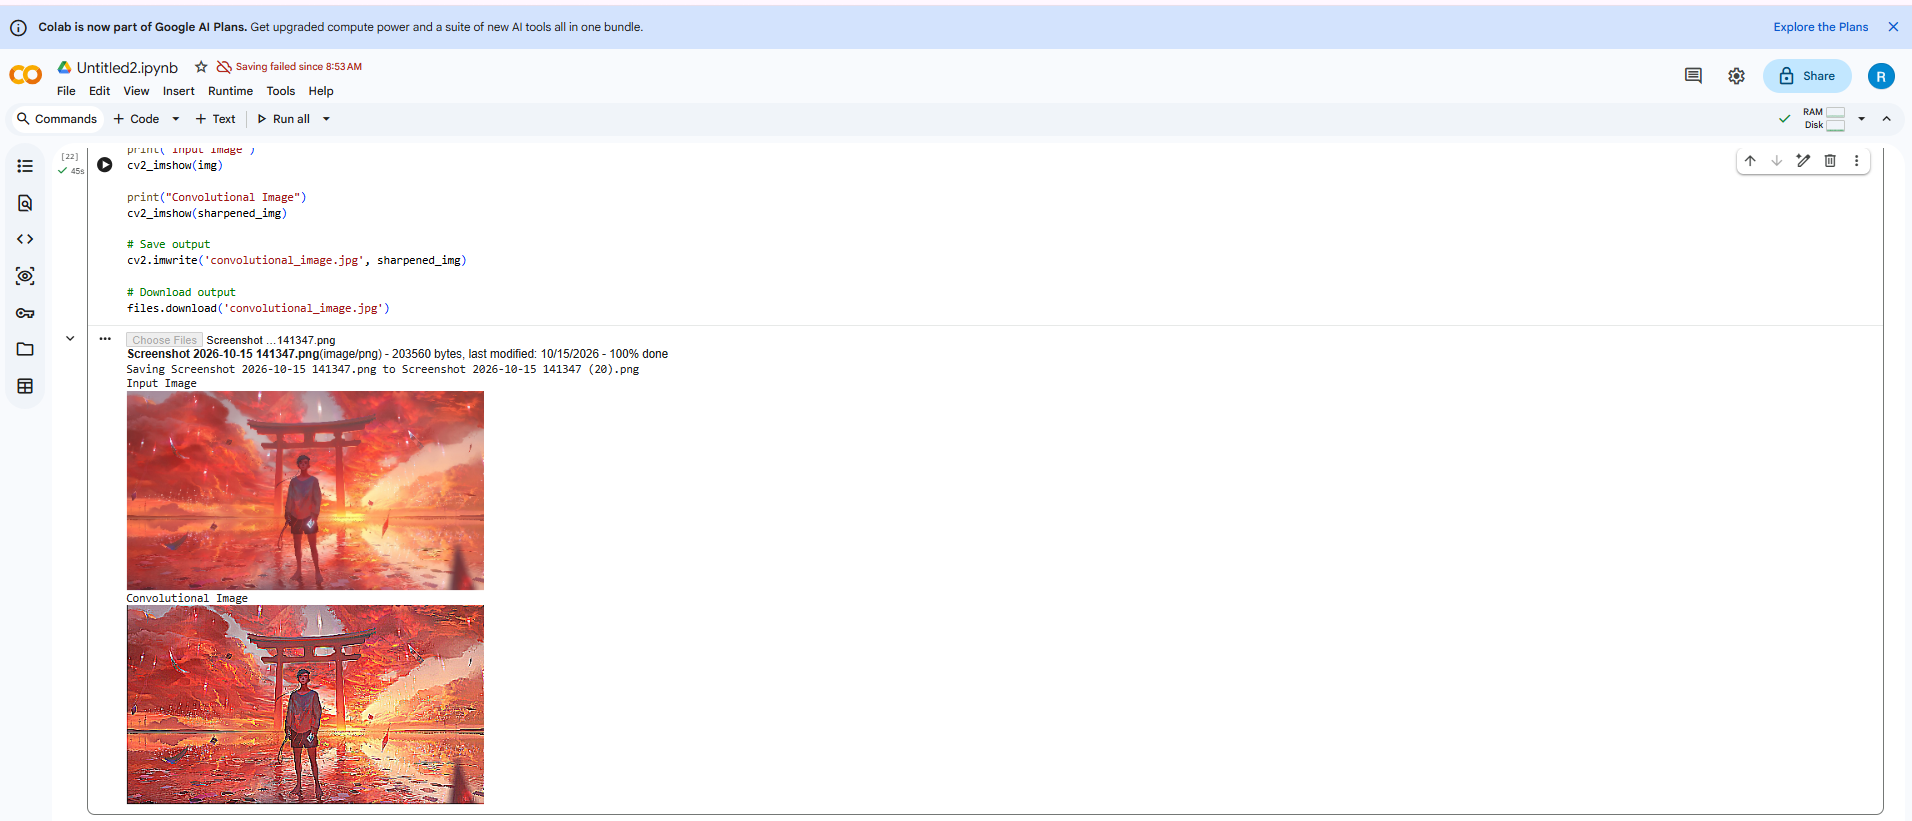 Colab is now part of Google AI Plans. Get upgraded compute power and a suite of new AI tools all in one bundle.
Explore the Plans
CO
Untitled2.ipynb
Saving failed since 8:53 AM
Share
R
File Edit View Insert Runtime Tools Help
Commands + Code + Text Run all
RAM
Disk
[22]
45s
print("Input Image")
cv2_imshow(img)
print("Convolutional Image")
cv2_imshow(sharpened_img)
# Save output
cv2.imwrite('convolutional_image.jpg', sharpened_img)
# Download output
files.download('convolutional_image.jpg')
Choose Files Screenshot ...141347.png
Screenshot 2026-10-15 141347.png(image/png) - 203560 bytes, last modified: 10/15/2026 - 100% done
Saving Screenshot 2026-10-15 141347.png to Screenshot 2026-10-15 141347 (20).png
Input Image
Convolutional Image